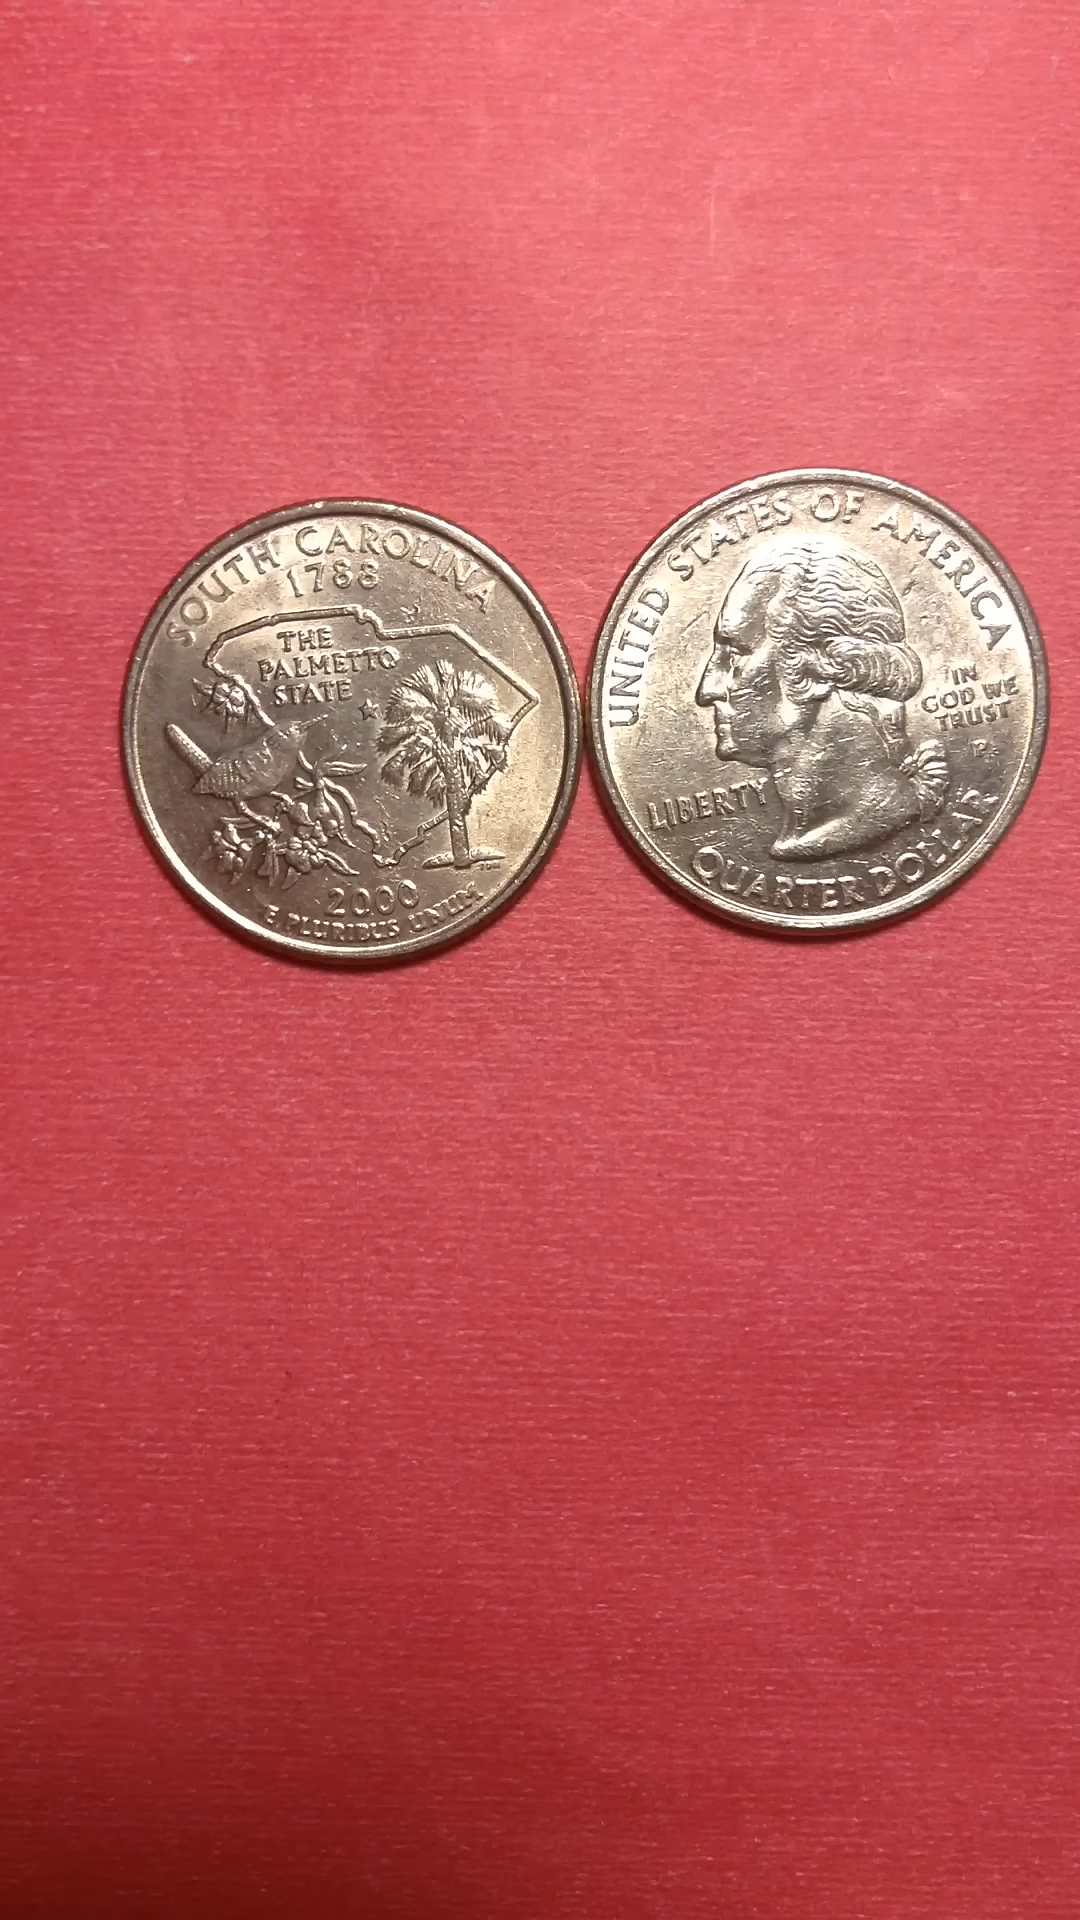 SOUTH CAROLINA
1788
THE
PALMETTO
STATE
2000
E PLURIBUS UNUM
UNITED STATES OF AMERICA
IN
GOD WE
TRUST
P
LIBERTY
QUARTER DOLLAR